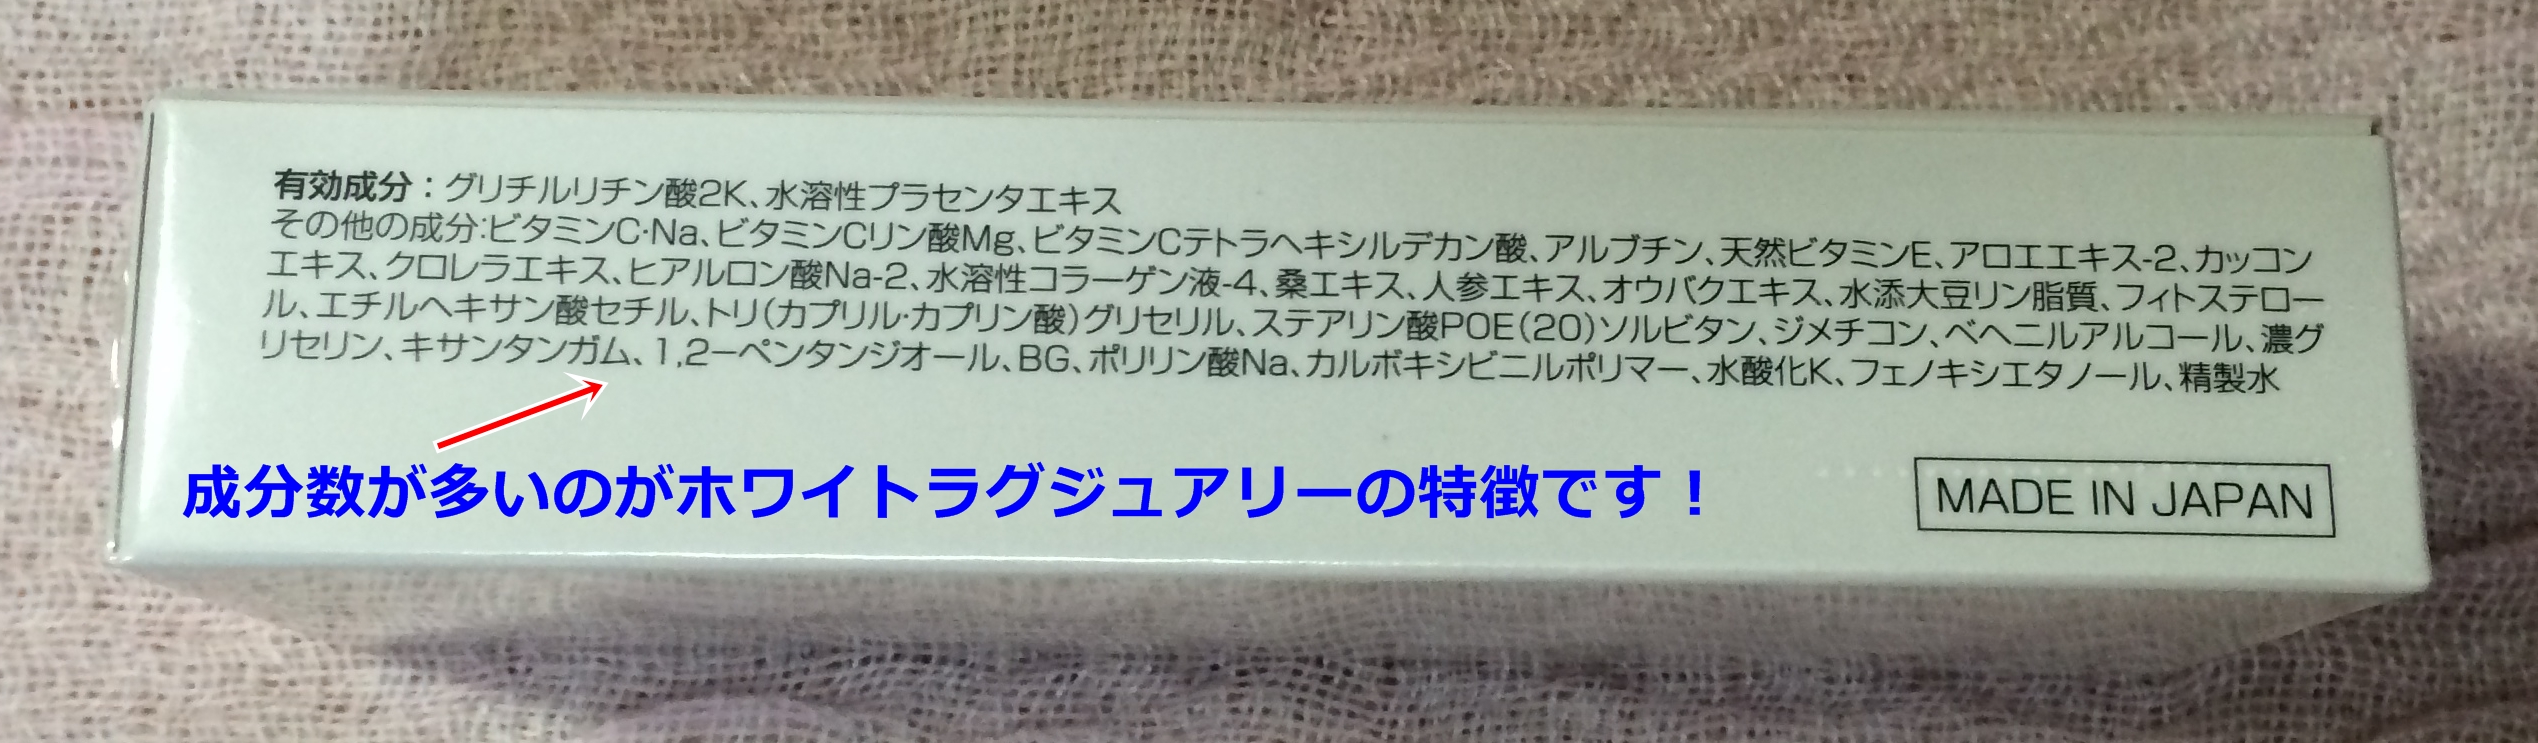 有効成分：グリチルリチン酸2K、水溶性プラセンタエキス
その他の成分:ビタミンC·Na、ビタミンCリン酸Mg、ビタミンCテトラヘキシルデカン酸、アルブチン、天然ビタミンE、アロエエキス-2、カッコン
エキス、クロレラエキス、ヒアルロン酸Na-2、水溶性コラーゲン液-4、桑エキス、人参エキス、オウバクエキス、水添大豆リン脂質、フィトステロー
ル、エチルヘキサン酸セチル、トリ(カプリル·カプリン酸)グリセリル、ステアリン酸POE(20)ソルビタン、ジメチコン、ベヘニルアルコール、濃グ
リセリン、キサンタンガム、1,2−ペンタンジオール、BG、ポリリン酸Na、カルボキシビニルポリマー、水酸化K、フェノキシエタノール、精製水
成分数が多いのがホワイトラグジュアリーの特徴です！
MADE IN JAPAN